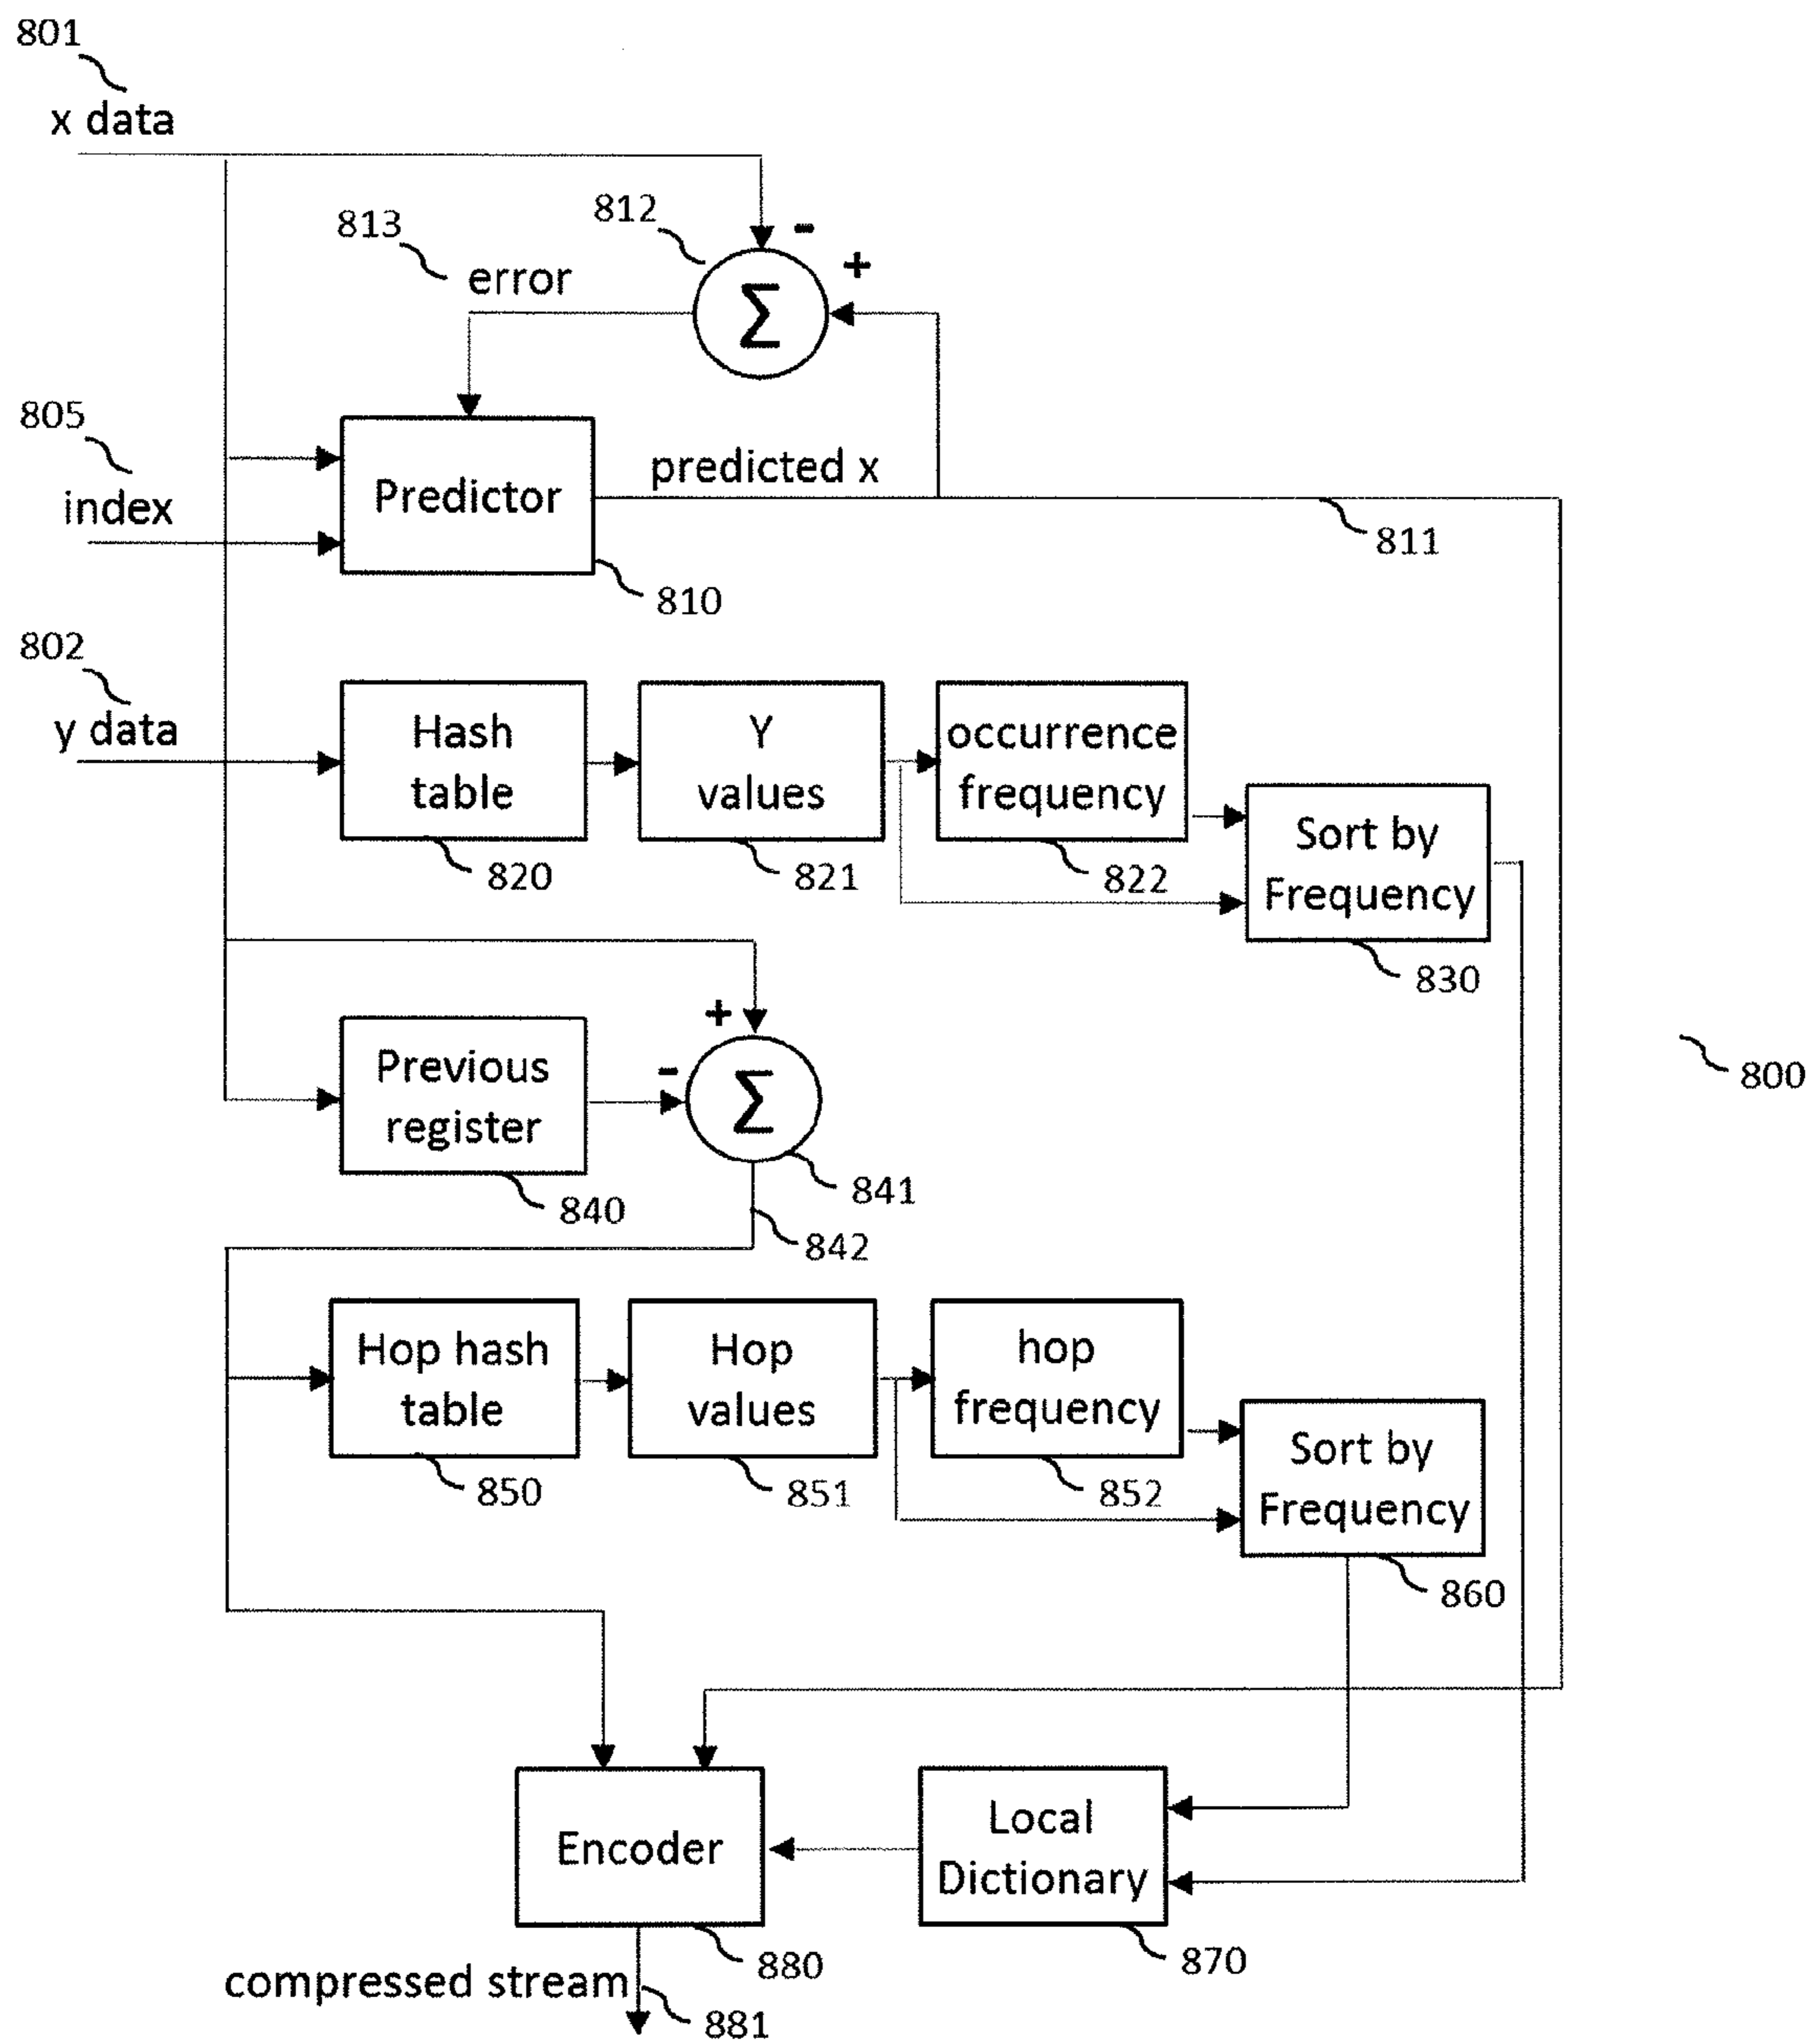 801
x data
813
812
-
+
error
Σ
805
index
Predictor
predicted x
811
810
802
y data
Hash
table
820
Y
values
821
occurrence
frequency
822
Sort by
Frequency
830
Previous
register
840
+
-
Σ
841
842
800
Hop hash
table
850
Hop
values
851
hop
frequency
852
Sort by
Frequency
860
Encoder
880
Local
Dictionary
870
compressed stream
881